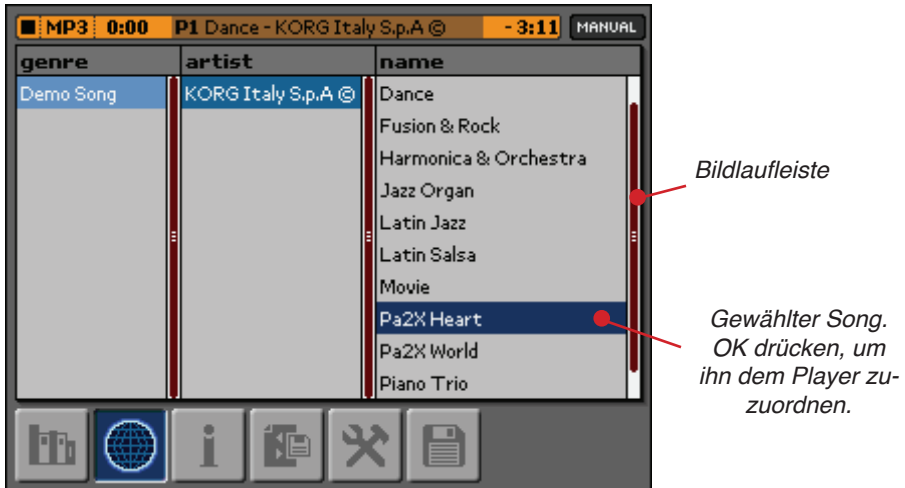 MP3 0:00 P1 Dance - KORG Italy S.p.A © - 3:11 MANUAL
genre artist name
Demo Song KORG Italy S.p.A © Dance
Fusion & Rock
Harmonica & Orchestra
Jazz Organ
Latin Jazz
Latin Salsa
Movie
Pa2X Heart
Pa2X World
Piano Trio
Bildlaufleiste
Gewählter Song.
OK drücken, um
ihn dem Player zu-
zuordnen.